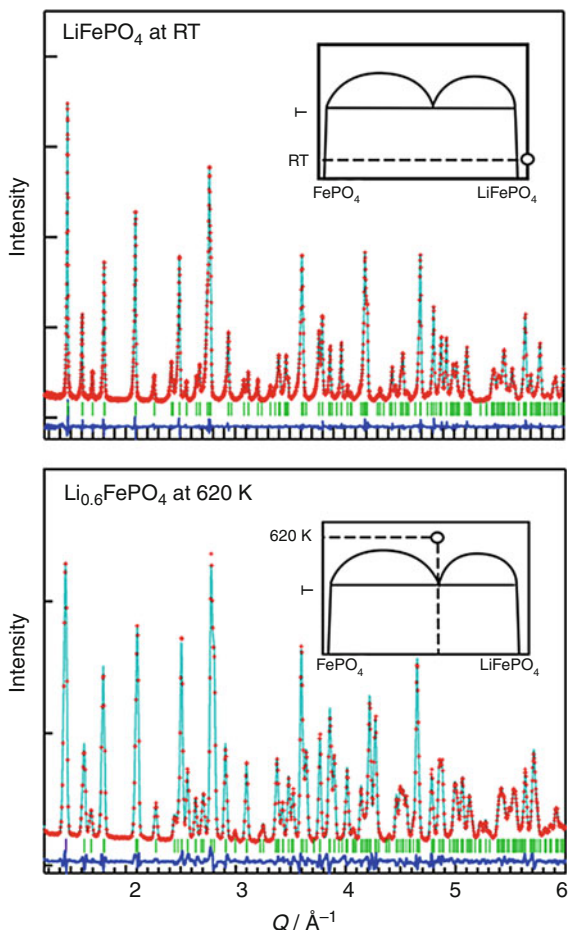 LiFePO₄ at RT
T
RT
FePO₄ LiFePO₄
Intensity
Li₀.₆FePO₄ at 620 K
620 K
T
FePO₄ LiFePO₄
Intensity
2 3 4 5 6
Q / Å⁻¹